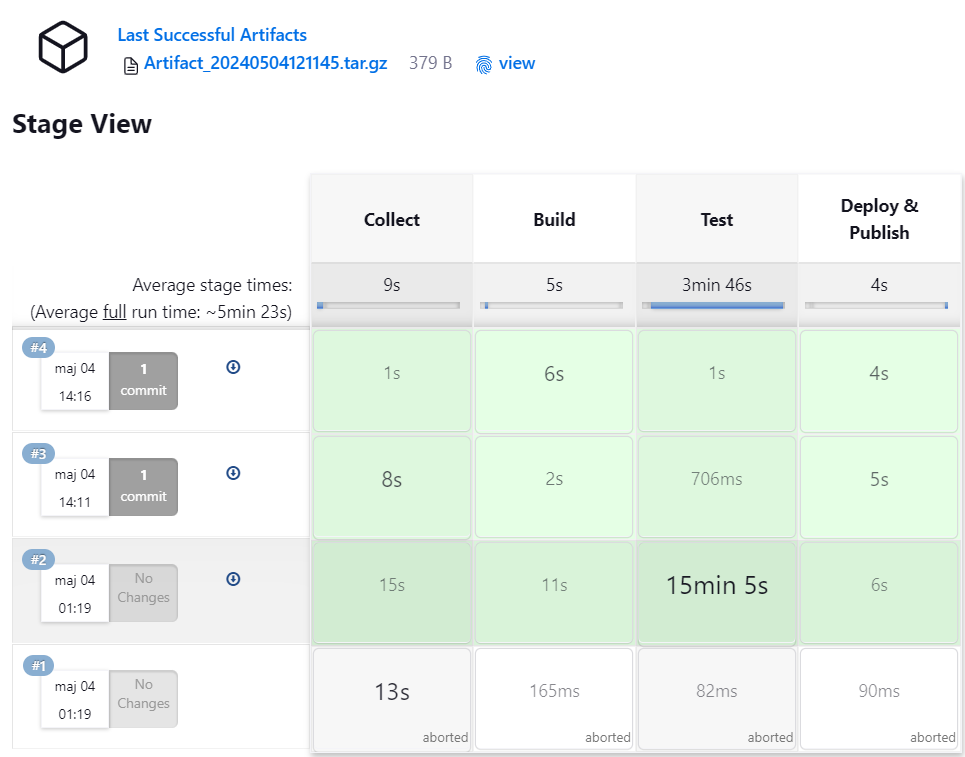 Last Successful Artifacts
Artifact_20240504121145.tar.gz 379 B view
Stage View
Collect Build Test Deploy &
Publish
Average stage times: 9s 5s 3min 46s 4s
(Average full run time: ~5min 23s)
#4
maj 04 1 1s 6s 1s 4s
14:16 commit
#3
maj 04 1 8s 2s 706ms 5s
14:11 commit
#2
maj 04 No 15s 11s 15min 5s 6s
01:19 Changes
#1
maj 04 No 13s 165ms 82ms 90ms
01:19 Changes
aborted aborted aborted aborted